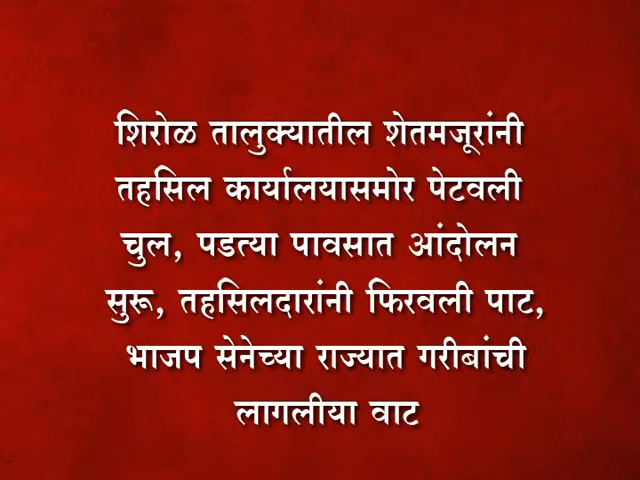 शिरोळ तालुक्यातील शेतमजूरांनी
तहसिल कार्यालयासमोर पेटवली
चुल, पडत्या पावसात आंदोलन
सुरू, तहसिलदारांनी फिरवली पाट,
भाजप सेनेच्या राज्यात गरीबांची
लागलीया वाट